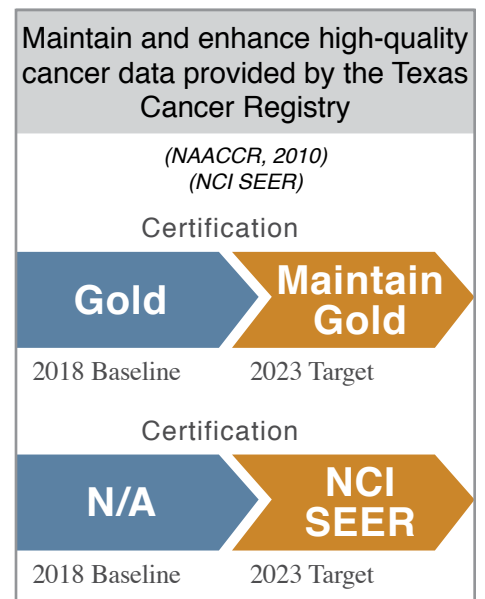 Maintain and enhance high-quality
cancer data provided by the Texas
Cancer Registry
(NAACCR, 2010)
(NCI SEER)
Certification
Gold
Maintain
Gold
2018 Baseline
2023 Target
Certification
N/A
NCI
SEER
2018 Baseline
2023 Target